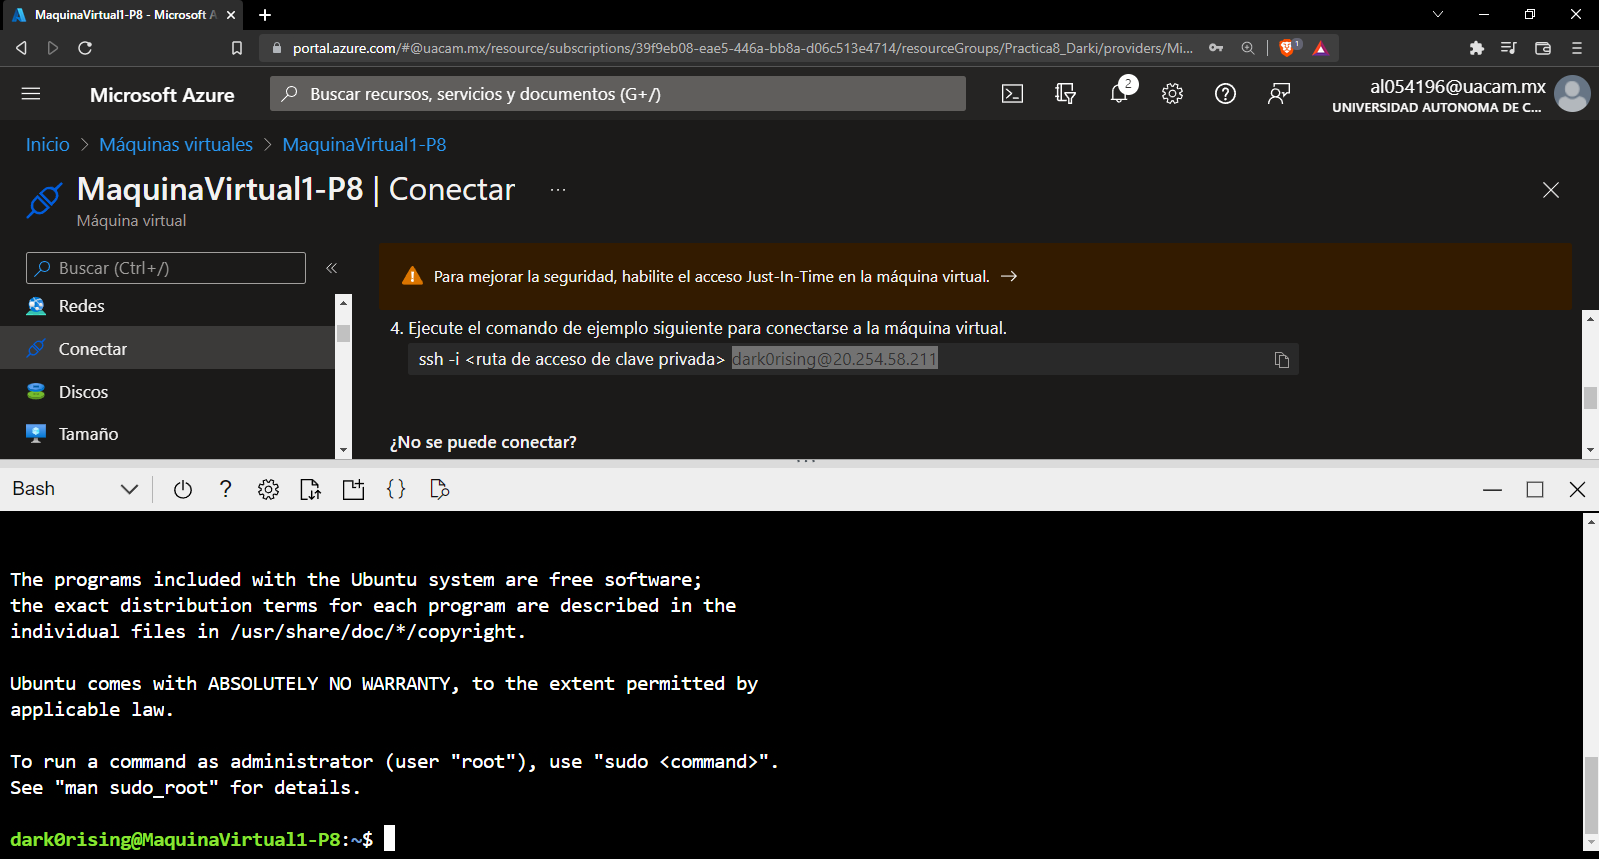 MaquinaVirtual1-P8 - Microsoft A
portal.azure.com/#@uacam.mx/resource/subscriptions/39f9eb08-eae5-446a-bb8a-d06c513e4714/resourceGroups/Practica8_Darki/providers/Mi...
1
Microsoft Azure
Buscar recursos, servicios y documentos (G+/)
2
al054196@uacam.mx
UNIVERSIDAD AUTONOMA DE C...
Inicio > Máquinas virtuales > MaquinaVirtual1-P8
MaquinaVirtual1-P8 | Conectar ...
Máquina virtual
Buscar (Ctrl+/)
«
Redes
Conectar
Discos
Tamaño
Para mejorar la seguridad, habilite el acceso Just-In-Time en la máquina virtual. →
4. Ejecute el comando de ejemplo siguiente para conectarse a la máquina virtual.
ssh -i <ruta de acceso de clave privada> dark0rising@20.254.58.211
¿No se puede conectar?
Bash
?
{}
The programs included with the Ubuntu system are free software;
the exact distribution terms for each program are described in the
individual files in /usr/share/doc/*/copyright.
Ubuntu comes with ABSOLUTELY NO WARRANTY, to the extent permitted by
applicable law.
To run a command as administrator (user "root"), use "sudo <command>".
See "man sudo_root" for details.
dark0rising@MaquinaVirtual1-P8:~$